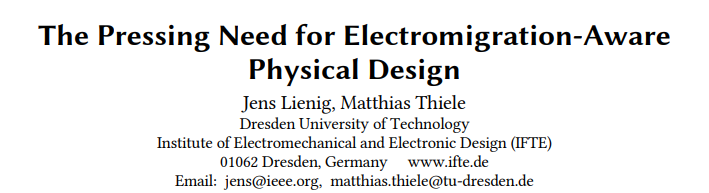 The Pressing Need for Electromigration-Aware
Physical Design
Jens Lienig, Matthias Thiele
Dresden University of Technology
Institute of Electromechanical and Electronic Design (IFTE)
01062 Dresden, Germany www.ifte.de
Email: jens@ieee.org, matthias.thiele@tu-dresden.de